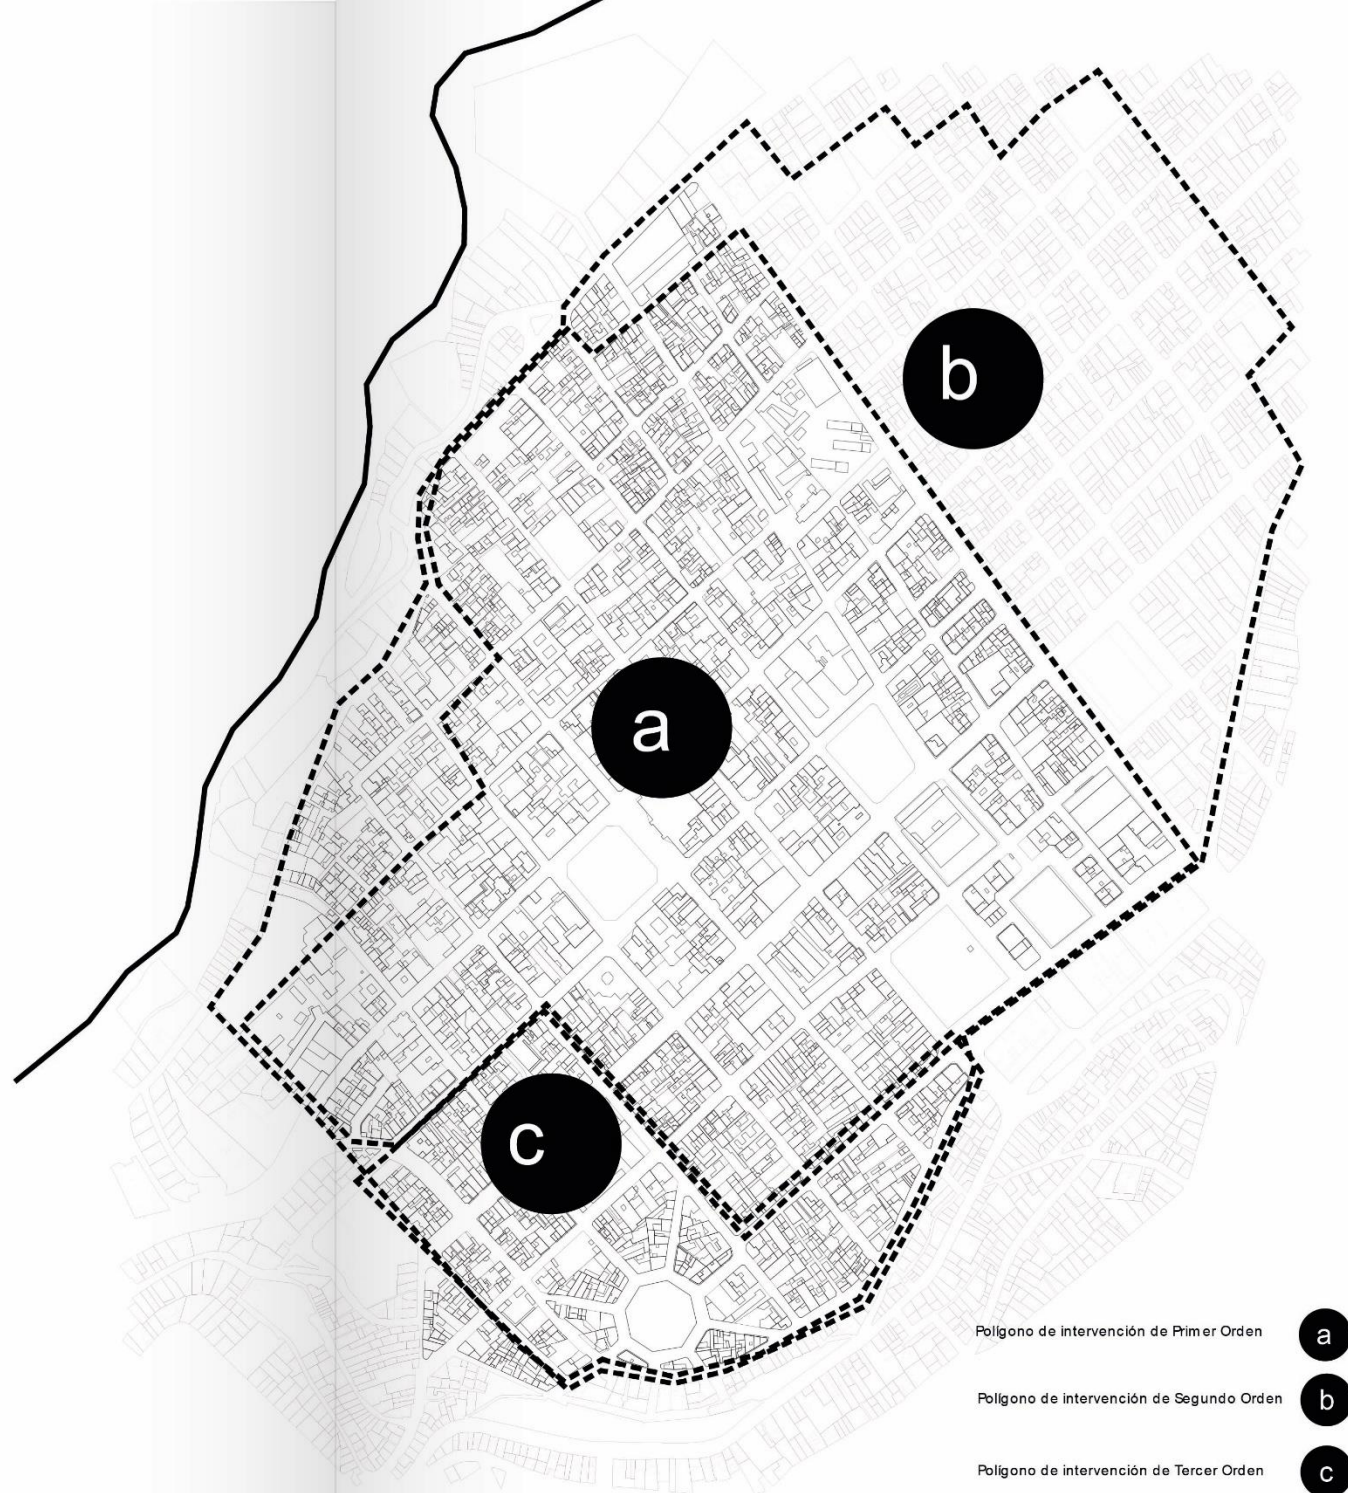 b
a
c
Polígono de intervención de Primer Orden a
Polígono de intervención de Segundo Orden b
Polígono de intervención de Tercer Orden c